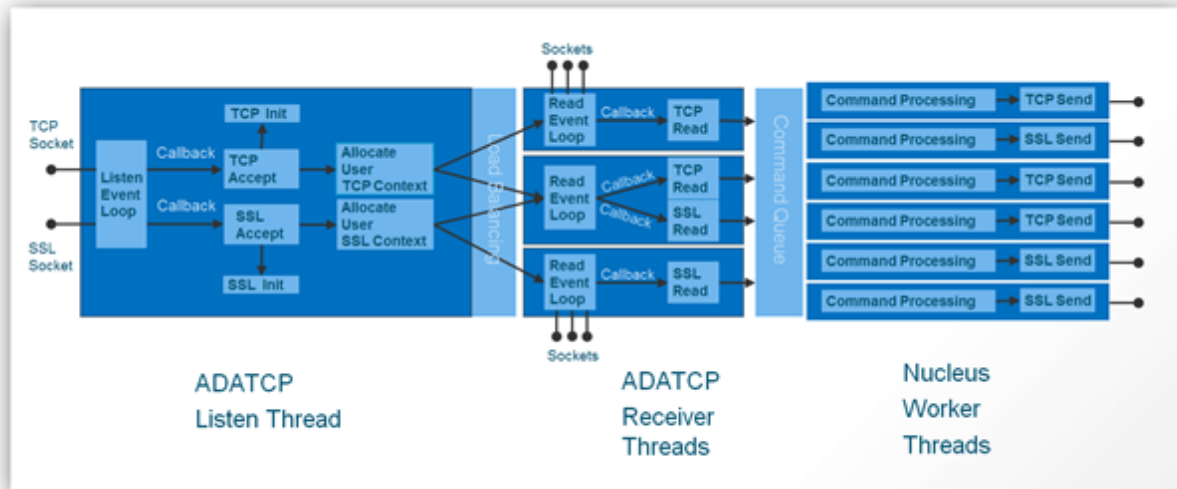 Sockets
TCP
Socket
SSL
Socket
Listen
Event
Loop
Callback
Callback
TCP Init
TCP
Accept
SSL
Accept
SSL Init
Allocate
User
TCP Context
Allocate
User
SSL Context
Load Balancing
Read
Event
Loop
Callback
TCP
Read
Read
Event
Loop
Callback
Callback
TCP
Read
SSL
Read
Read
Event
Loop
Callback
SSL
Read
Sockets
Command Queue
Command Processing
TCP Send
Command Processing
SSL Send
Command Processing
TCP Send
Command Processing
TCP Send
Command Processing
SSL Send
Command Processing
SSL Send
ADATCP
Listen Thread
ADATCP
Receiver
Threads
Nucleus
Worker
Threads